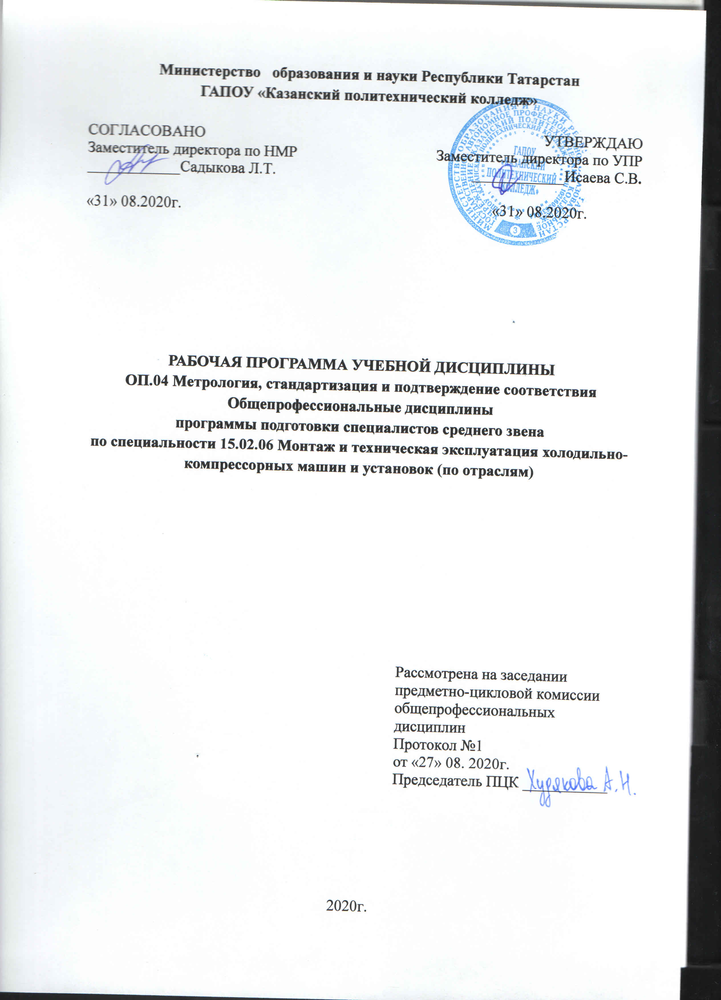 Министерство образования и науки Республики Татарстан
ГАПОУ «Казанский политехнический колледж»
СОГЛАСОВАНО
Заместитель директора по НМР
Садыкова Л.Т.
«31» 08.2020г.
УТВЕРЖДАЮ
Заместитель директора по УПР
Исаева С.В.
«31» 08.2020г.
ГАПОУ
«КАЗАНСКИЙ
ПОЛИТЕХНИЧЕСКИЙ
КОЛЛЕДЖ»
3
РАБОЧАЯ ПРОГРАММА УЧЕБНОЙ ДИСЦИПЛИНЫ
ОП.04 Метрология, стандартизация и подтверждение соответствия
Общепрофессиональные дисциплины
программы подготовки специалистов среднего звена
по специальности 15.02.06 Монтаж и техническая эксплуатация холодильно-
компрессорных машин и установок (по отраслям)
Рассмотрена на заседании
предметно-цикловой комиссии
общепрофессиональных
дисциплин
Протокол №1
от «27» 08. 2020г.
Председатель ПЦК Худякова А.Н.
2020г.